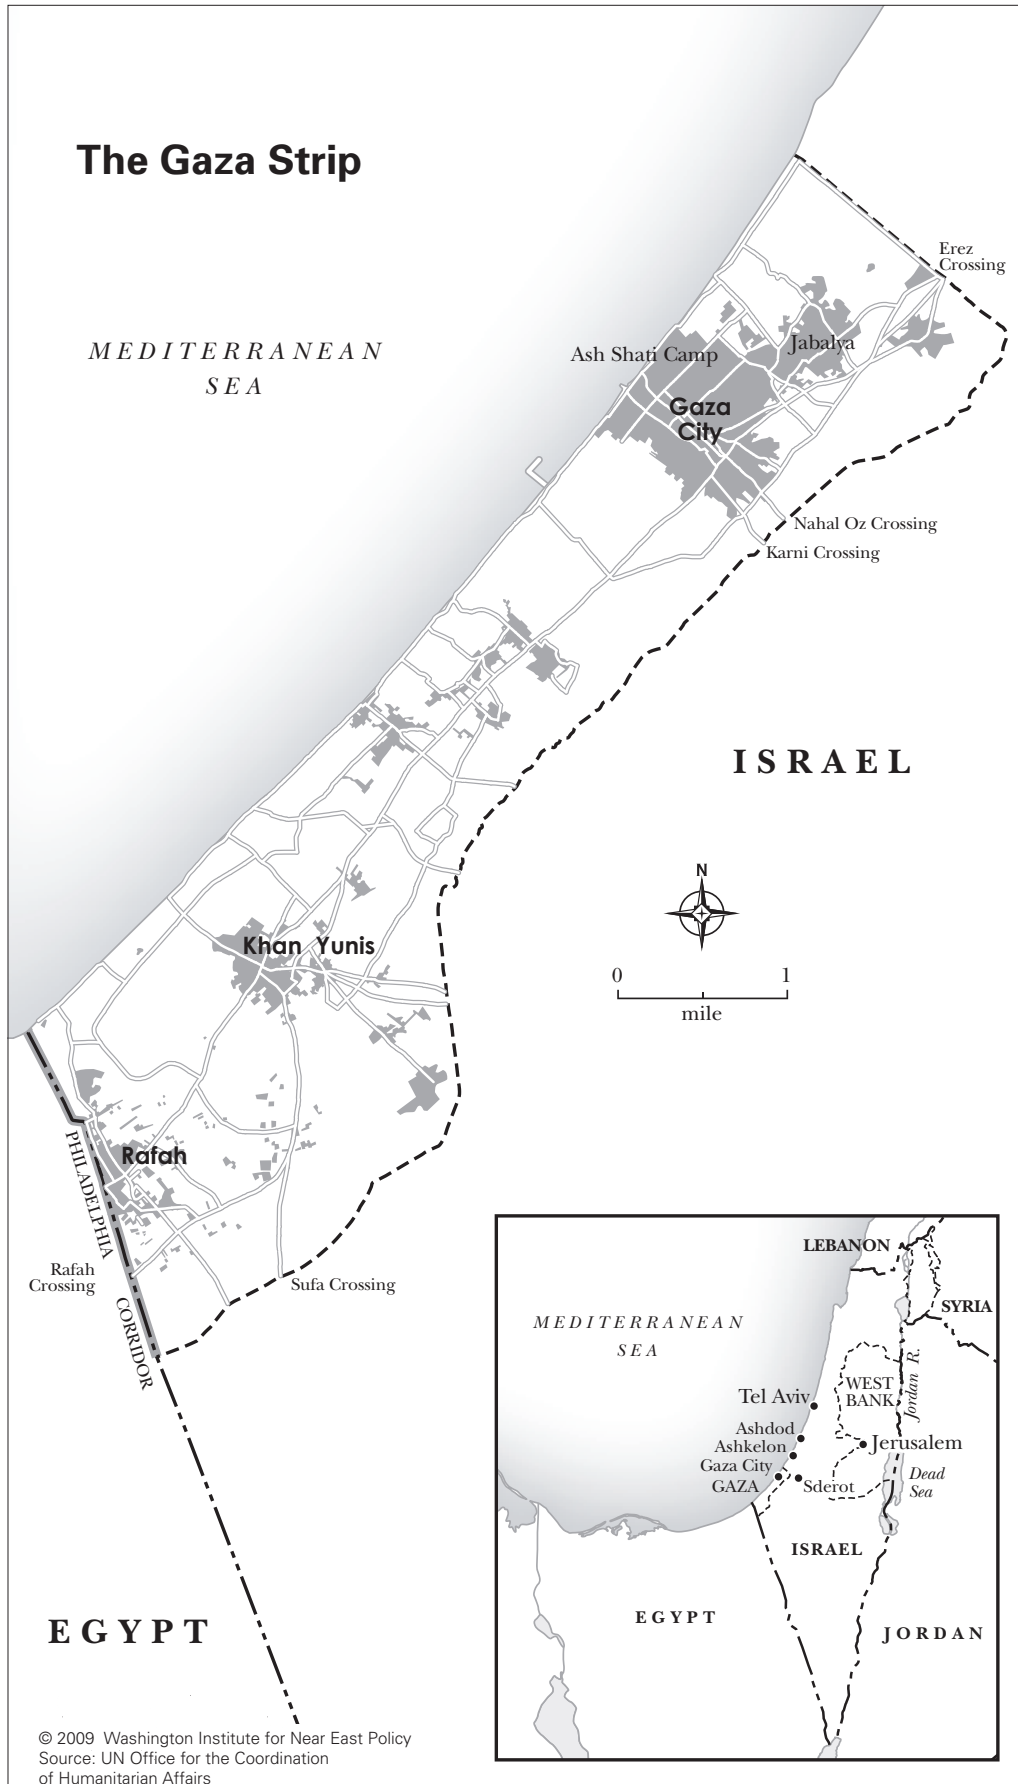 The Gaza Strip
MEDITERRANEAN
SEA
Erez
Crossing
Jabalya
Ash Shati Camp
Gaza
City
Nahal Oz Crossing
Karni Crossing
ISRAEL
N
0 1
mile
Khan Yunis
Rafah
PHILADELPHIA
CORRIDOR
Rafah
Crossing
Sufa Crossing
EGYPT
LEBANON
SYRIA
MEDITERRANEAN
SEA
WEST
BANK
Jordan R.
Tel Aviv
Ashdod
Ashkelon
Gaza City
GAZA
Jerusalem
Sderot
Dead
Sea
ISRAEL
EGYPT
JORDAN
© 2009 Washington Institute for Near East Policy
Source: UN Office for the Coordination
of Humanitarian Affairs